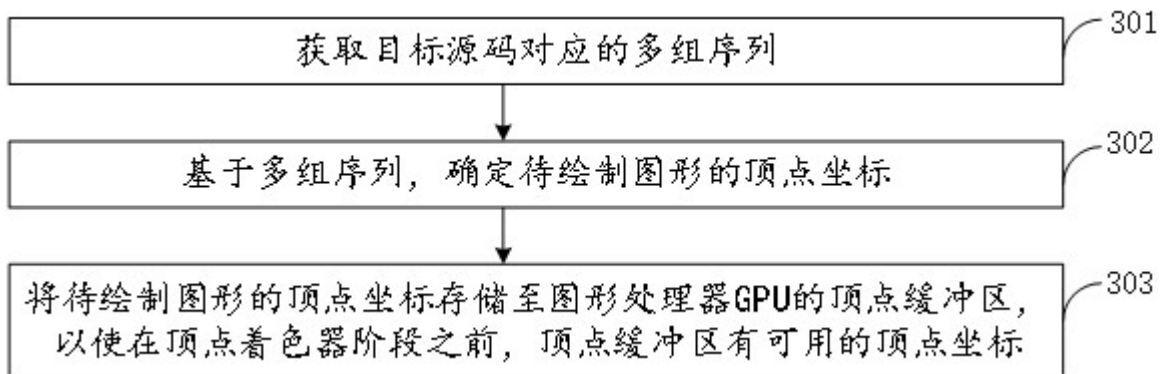 获取目标源码对应的多组序列
301
基于多组序列，确定待绘制图形的顶点坐标
302
将待绘制图形的顶点坐标存储至图形处理器GPU的顶点缓冲区，
以使在顶点着色器阶段之前，顶点缓冲区有可用的顶点坐标
303